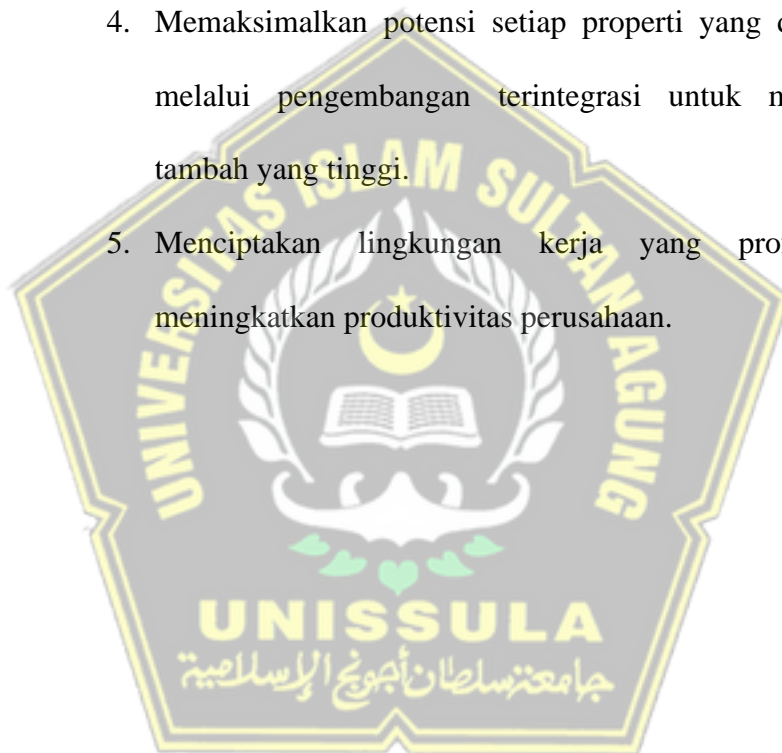 4. Memaksimalkan potensi setiap properti yang
melalui pengembangan terintegrasi untuk
tambah yang tinggi.
5. Menciptakan lingkungan kerja yang
meningkatkan produktivitas perusahaan.
UNIVERSITAS ISLAM SULTAN AGUNG
UNISSULA
جامعة سلطان أجونج الإسلامية